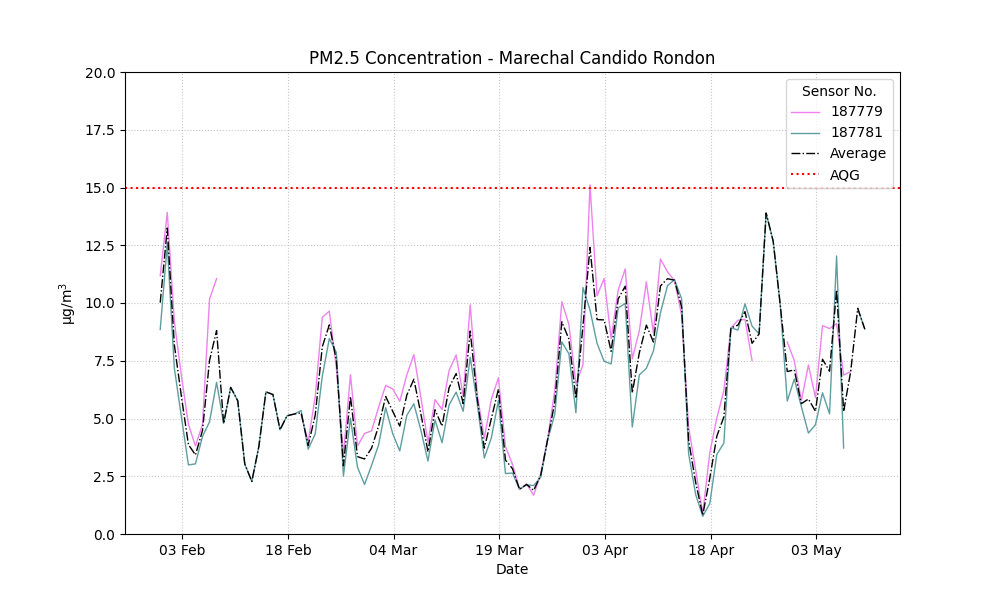 PM2.5 Concentration - Marechal Candido Rondon
20.0
17.5
15.0
12.5
10.0
7.5
5.0
2.5
0.0
µg/m³
Sensor No.
187779
187781
Average
AQG
03 Feb
18 Feb
04 Mar
19 Mar
03 Apr
18 Apr
03 May
Date